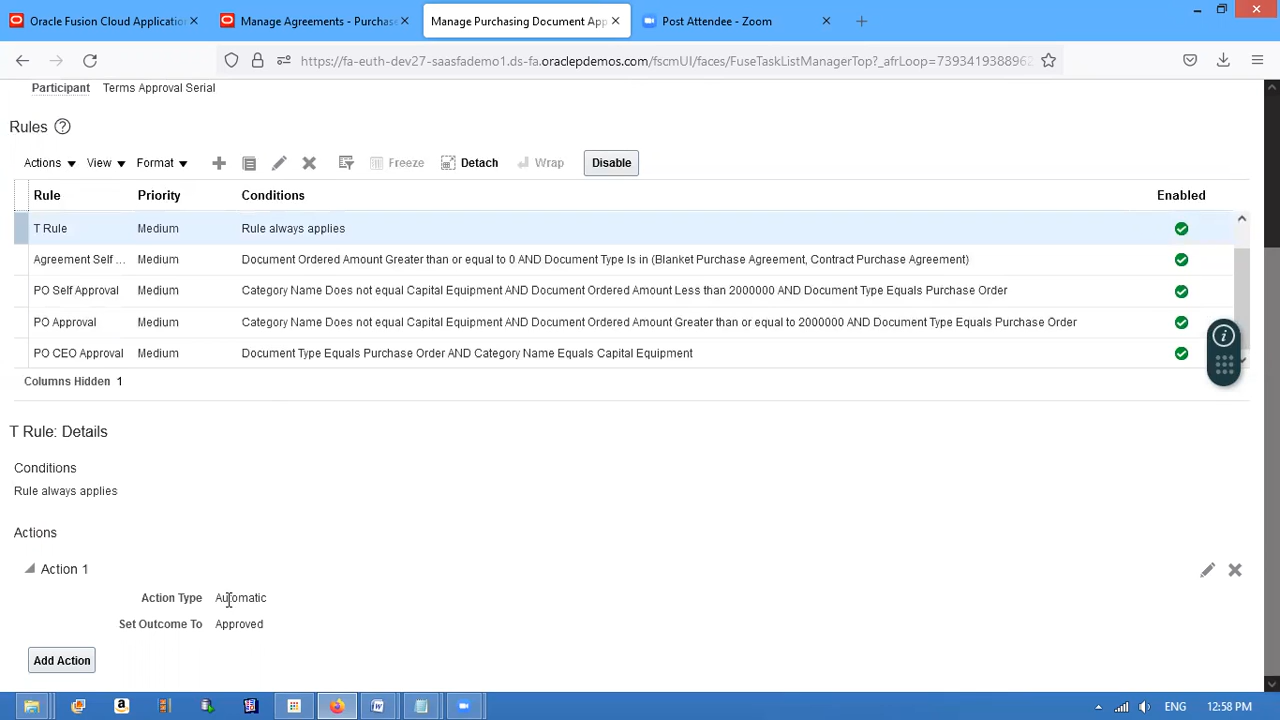 Oracle Fusion Cloud Application
Manage Agreements - Purchase
Manage Purchasing Document App
Post Attendee - Zoom
https://fa-euth-dev27-saasfademo1.ds-fa.oraclepdemos.com/fscmUI/faces/FuseTaskListManagerTop?_afrLoop=7393419388962
Participant Terms Approval Serial
Rules
Actions View Format Freeze Detach Wrap Disable
Rule Priority Conditions Enabled
T Rule Medium Rule always applies
Agreement Self ... Medium Document Ordered Amount Greater than or equal to 0 AND Document Type Is in (Blanket Purchase Agreement, Contract Purchase Agreement)
PO Self Approval Medium Category Name Does not equal Capital Equipment AND Document Ordered Amount Less than 2000000 AND Document Type Equals Purchase Order
PO Approval Medium Category Name Does not equal Capital Equipment AND Document Ordered Amount Greater than or equal to 2000000 AND Document Type Equals Purchase Order
PO CEO Approval Medium Document Type Equals Purchase Order AND Category Name Equals Capital Equipment
Columns Hidden 1
T Rule: Details
Conditions
Rule always applies
Actions
Action 1
Action Type Automatic
Set Outcome To Approved
Add Action
ENG 12:58 PM